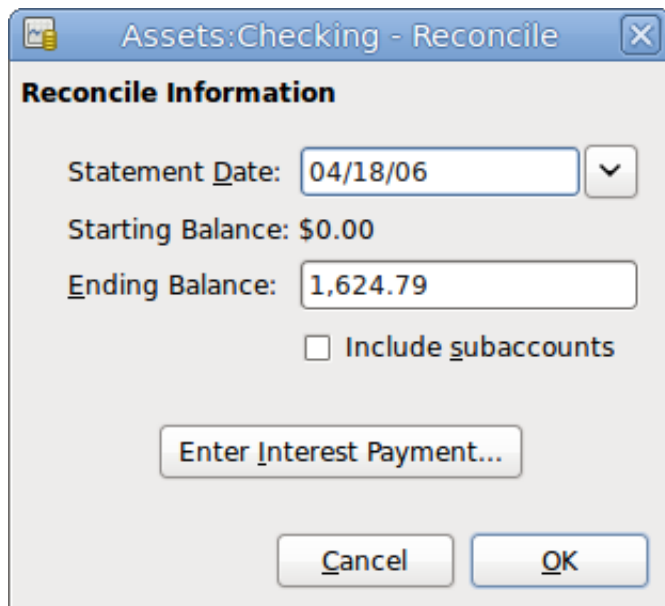 Assets:Checking - Reconcile
Reconcile Information
Statement Date: 04/18/06
Starting Balance: $0.00
Ending Balance: 1,624.79
Include subaccounts
Enter Interest Payment...
Cancel OK